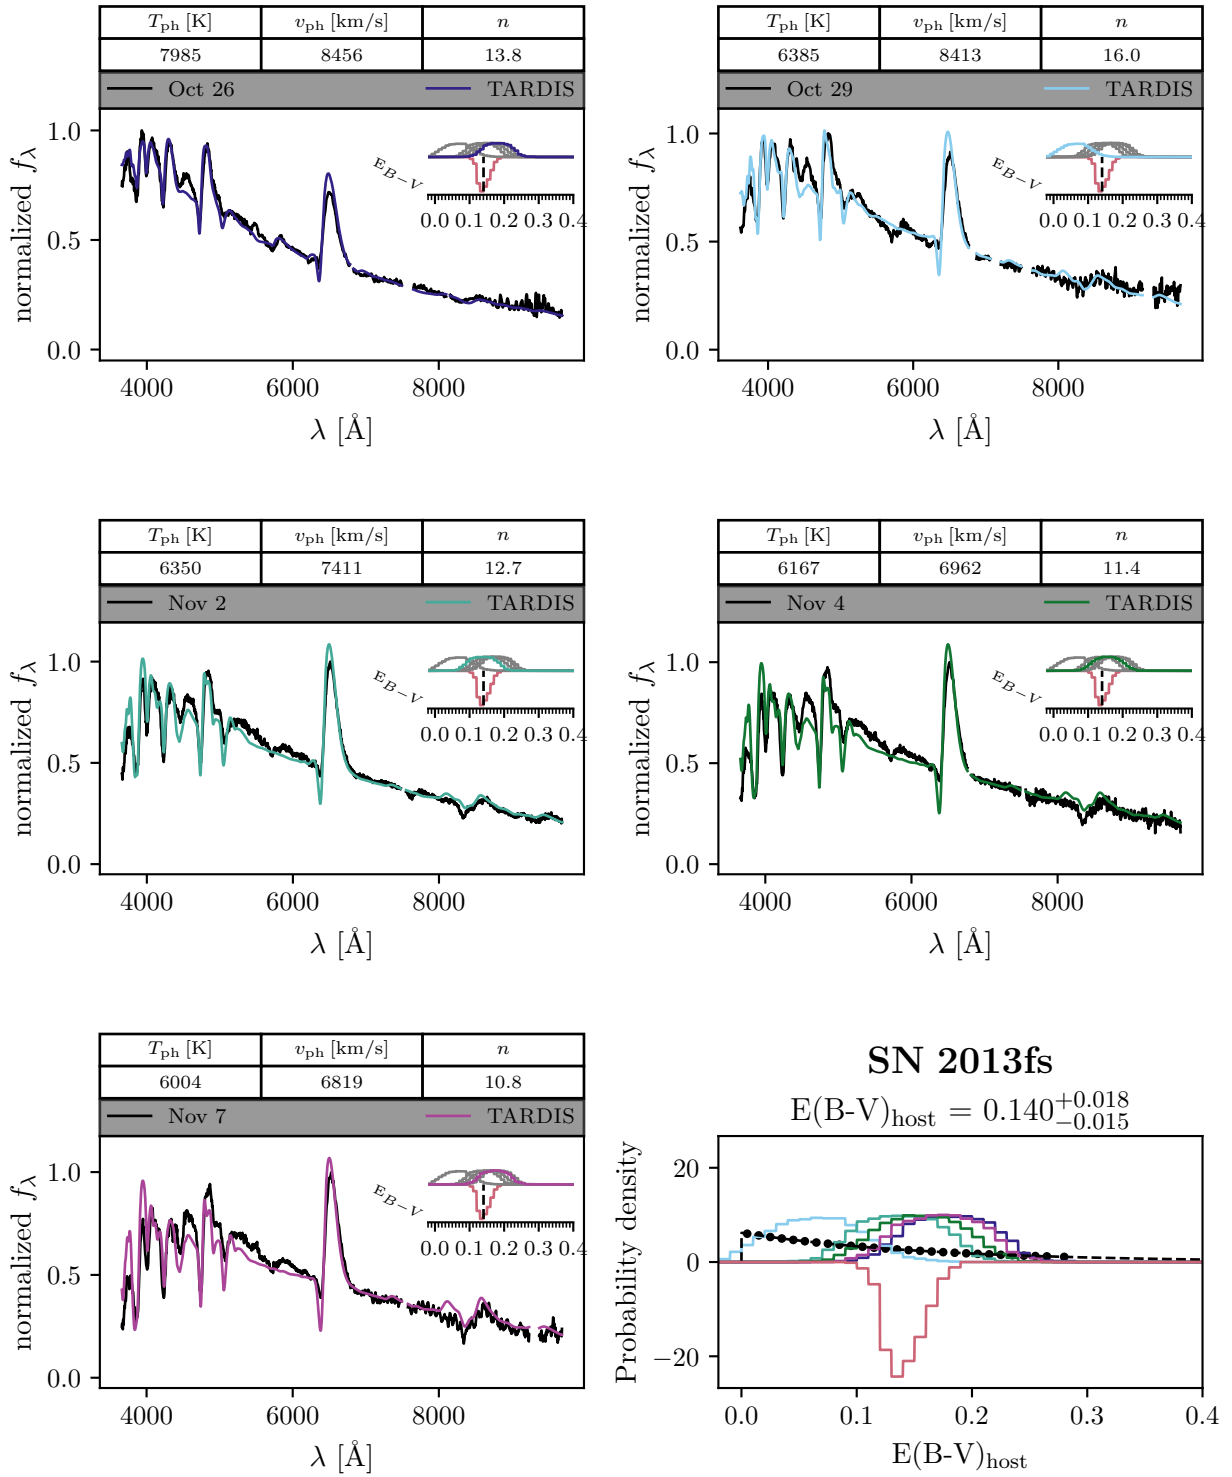 T_ph [K] v_ph [km/s] n
7985 8456 13.8
Oct 26 TARDIS
normalized f_λ
1.0
0.5
0.0
E_B−V
0.0 0.1 0.2 0.3 0.4
4000 6000 8000
λ [Å]
T_ph [K] v_ph [km/s] n
6385 8413 16.0
Oct 29 TARDIS
normalized f_λ
1.0
0.5
0.0
E_B−V
0.0 0.1 0.2 0.3 0.4
4000 6000 8000
λ [Å]
T_ph [K] v_ph [km/s] n
6350 7411 12.7
Nov 2 TARDIS
normalized f_λ
1.0
0.5
0.0
E_B−V
0.0 0.1 0.2 0.3 0.4
4000 6000 8000
λ [Å]
T_ph [K] v_ph [km/s] n
6167 6962 11.4
Nov 4 TARDIS
normalized f_λ
1.0
0.5
0.0
E_B−V
0.0 0.1 0.2 0.3 0.4
4000 6000 8000
λ [Å]
T_ph [K] v_ph [km/s] n
6004 6819 10.8
Nov 7 TARDIS
normalized f_λ
1.0
0.5
0.0
E_B−V
0.0 0.1 0.2 0.3 0.4
4000 6000 8000
λ [Å]
SN 2013fs
E(B-V)_host = 0.140^{+0.018}_{−0.015}
Probability density
20
0
−20
0.0 0.1 0.2 0.3 0.4
E(B-V)_host